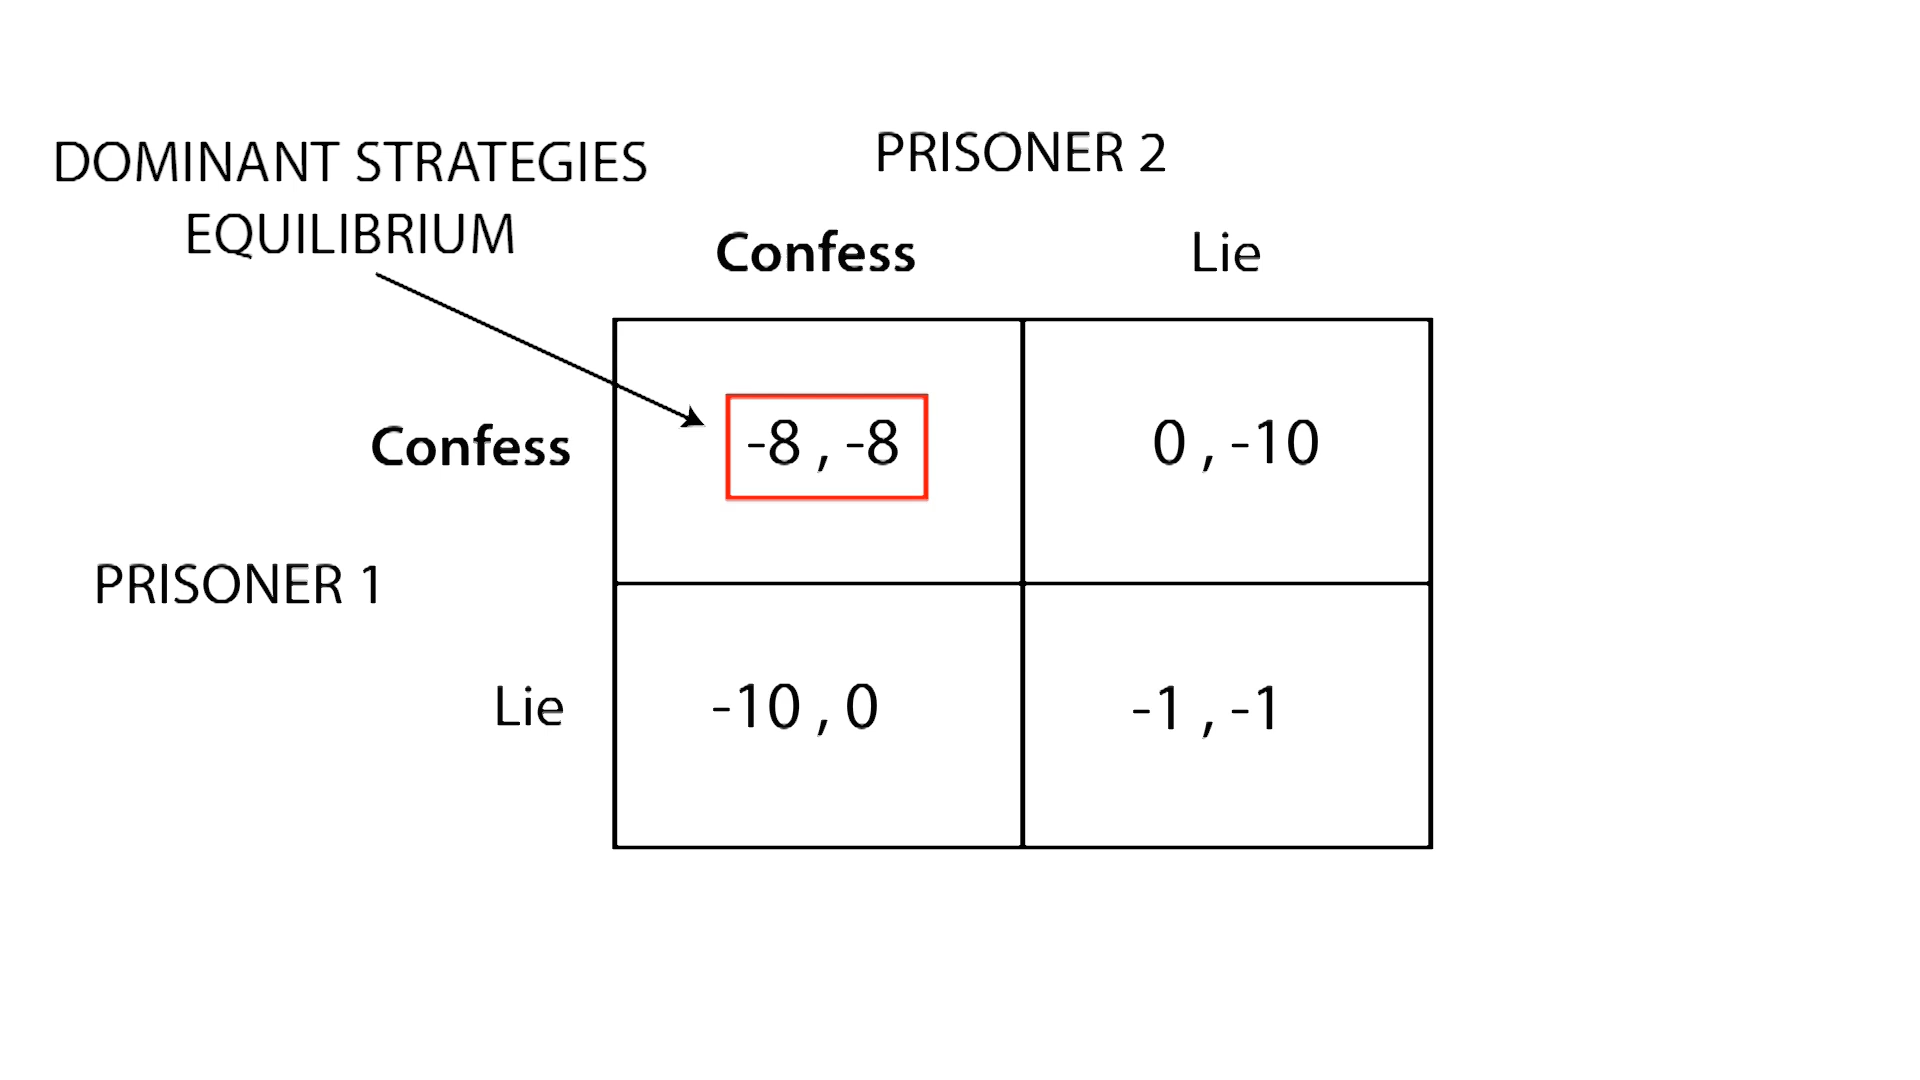 DOMINANT STRATEGIES
EQUILIBRIUM
PRISONER 2
Confess Lie
Confess -8 , -8 0 , -10
PRISONER 1
Lie -10 , 0 -1 , -1